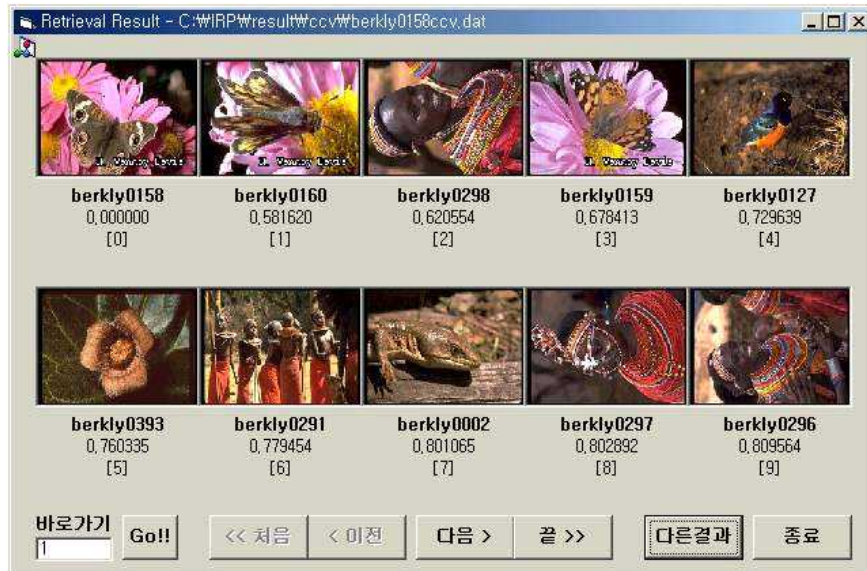 Retrieval Result - C:₩IRP₩result₩ccv₩berkly0158ccv.dat
berkly0158
0,000000
[0]
berkly0160
0,581620
[1]
berkly0298
0,620554
[2]
berkly0159
0,678413
[3]
berkly0127
0,729639
[4]
berkly0393
0,760335
[5]
berkly0291
0,779454
[6]
berkly0002
0,801065
[7]
berkly0297
0,802892
[8]
berkly0296
0,809564
[9]
바로가기
1
Go!!
<< 처음
< 이전
다음 >
끝 >>
다른결과
종료